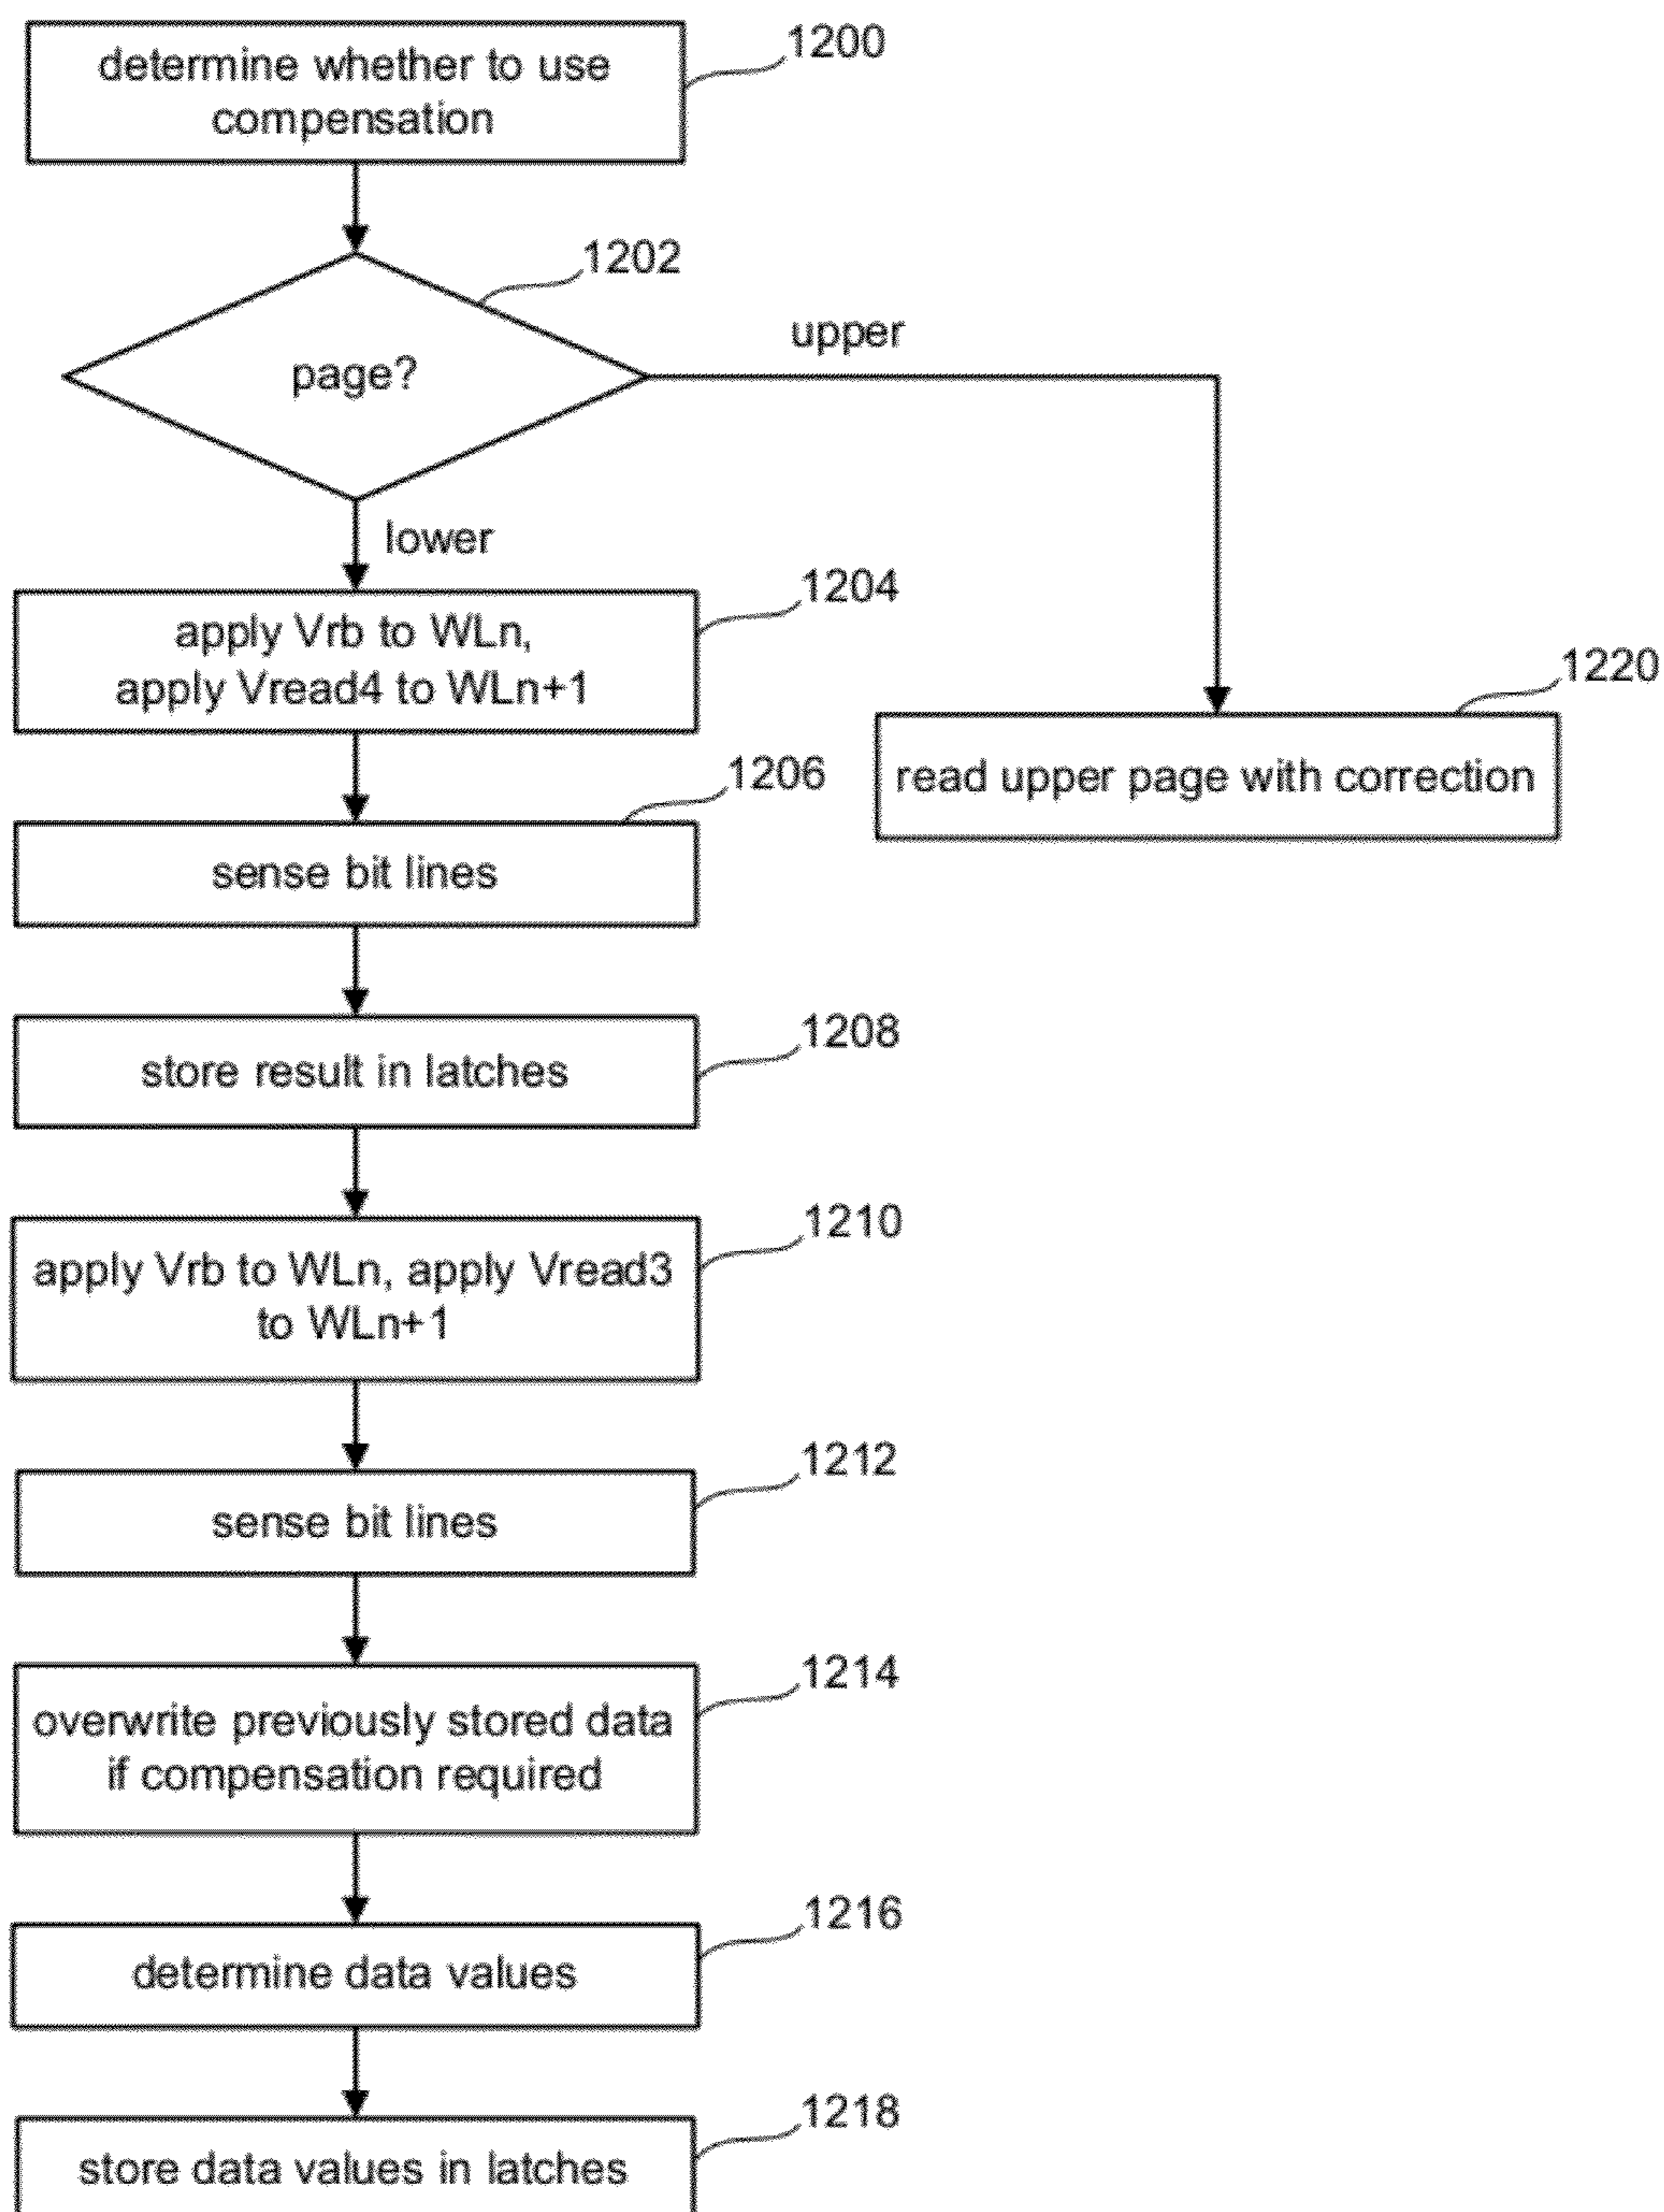 determine whether to use
compensation
1200
1202
page?
upper
lower
apply Vrb to WLn,
apply Vread4 to WLn+1
1204
1220
read upper page with correction
1206
sense bit lines
1208
store result in latches
1210
apply Vrb to WLn, apply Vread3
to WLn+1
1212
sense bit lines
1214
overwrite previously stored data
if compensation required
1216
determine data values
1218
store data values in latches